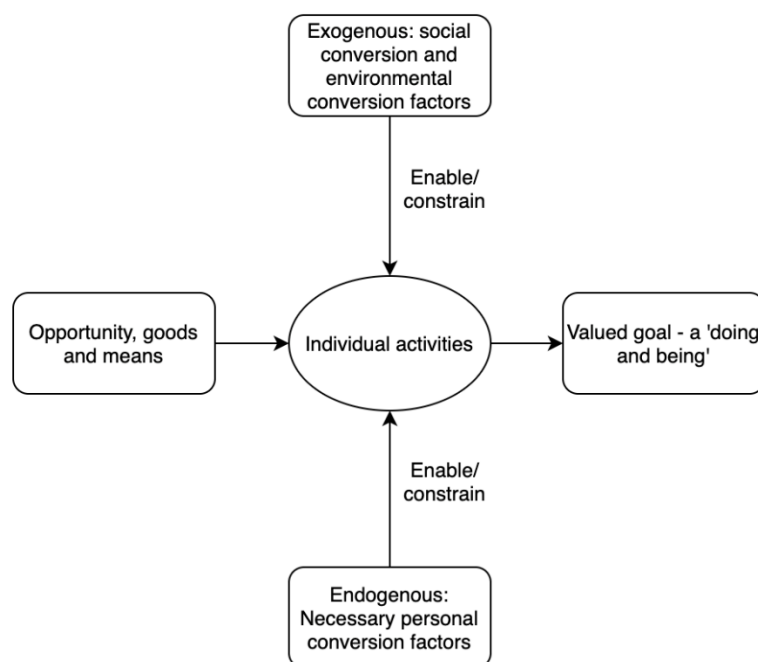 Exogenous: social
conversion and
environmental
conversion factors
Enable/
constrain
Opportunity, goods
and means
Individual activities
Valued goal - a 'doing
and being'
Enable/
constrain
Endogenous:
Necessary personal
conversion factors